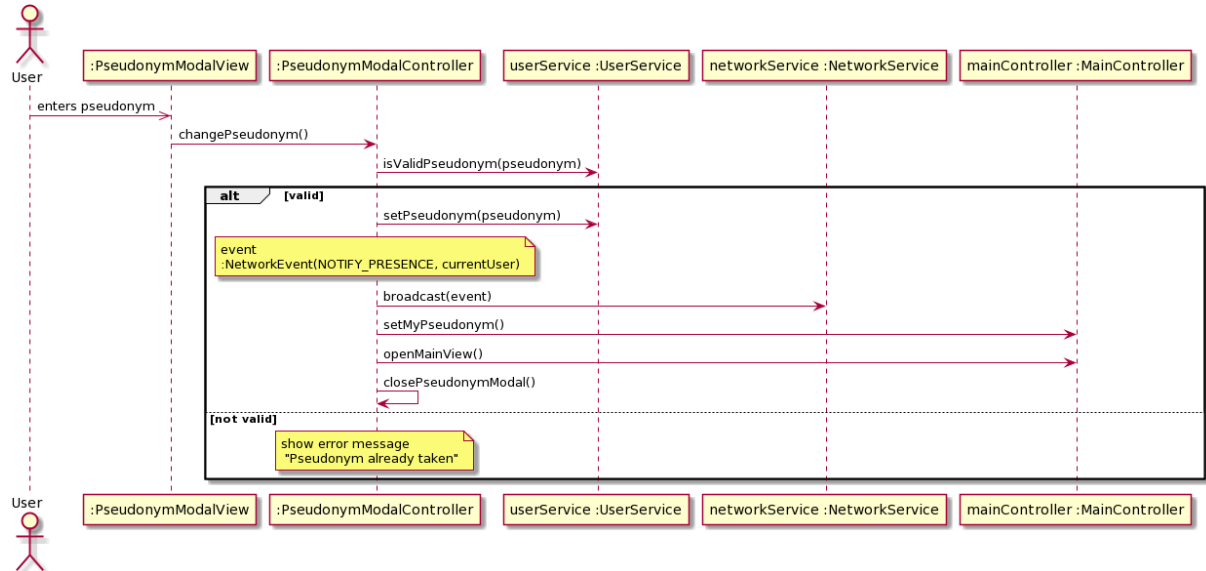 User
:PseudonymModalView
:PseudonymModalController
userService :UserService
networkService :NetworkService
mainController :MainController
enters pseudonym
changePseudonym()
isValidPseudonym(pseudonym)
alt
[valid]
setPseudonym(pseudonym)
event
:NetworkEvent(NOTIFY_PRESENCE, currentUser)
broadcast(event)
setMyPseudonym()
openMainView()
closePseudonymModal()
[not valid]
show error message
"Pseudonym already taken"
User
:PseudonymModalView
:PseudonymModalController
userService :UserService
networkService :NetworkService
mainController :MainController